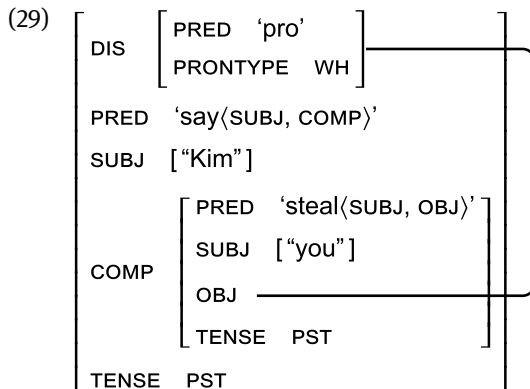 (29)
DIS [ PRED ‘pro’
PRONTYPE WH ]
PRED ‘say⟨SUBJ, COMP⟩’
SUBJ [“Kim”]
COMP [ PRED ‘steal⟨SUBJ, OBJ⟩’
SUBJ [“you”]
OBJ
TENSE PST ]
TENSE PST